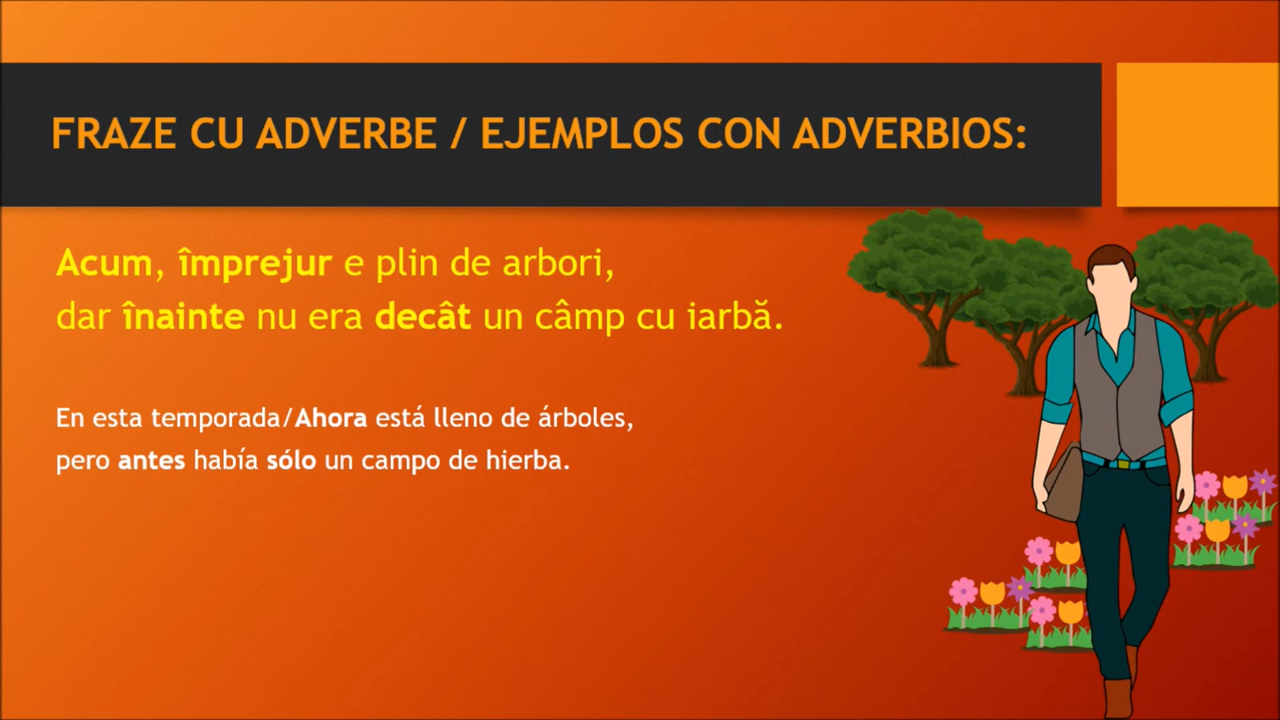 FRAZE CU ADVERBE / EJEMPLOS CON ADVERBIOS:
Acum, împrejur e plin de arbori,
dar înainte nu era decât un câmp cu iarbă.
En esta temporada/Ahora está lleno de árboles,
pero antes había sólo un campo de hierba.